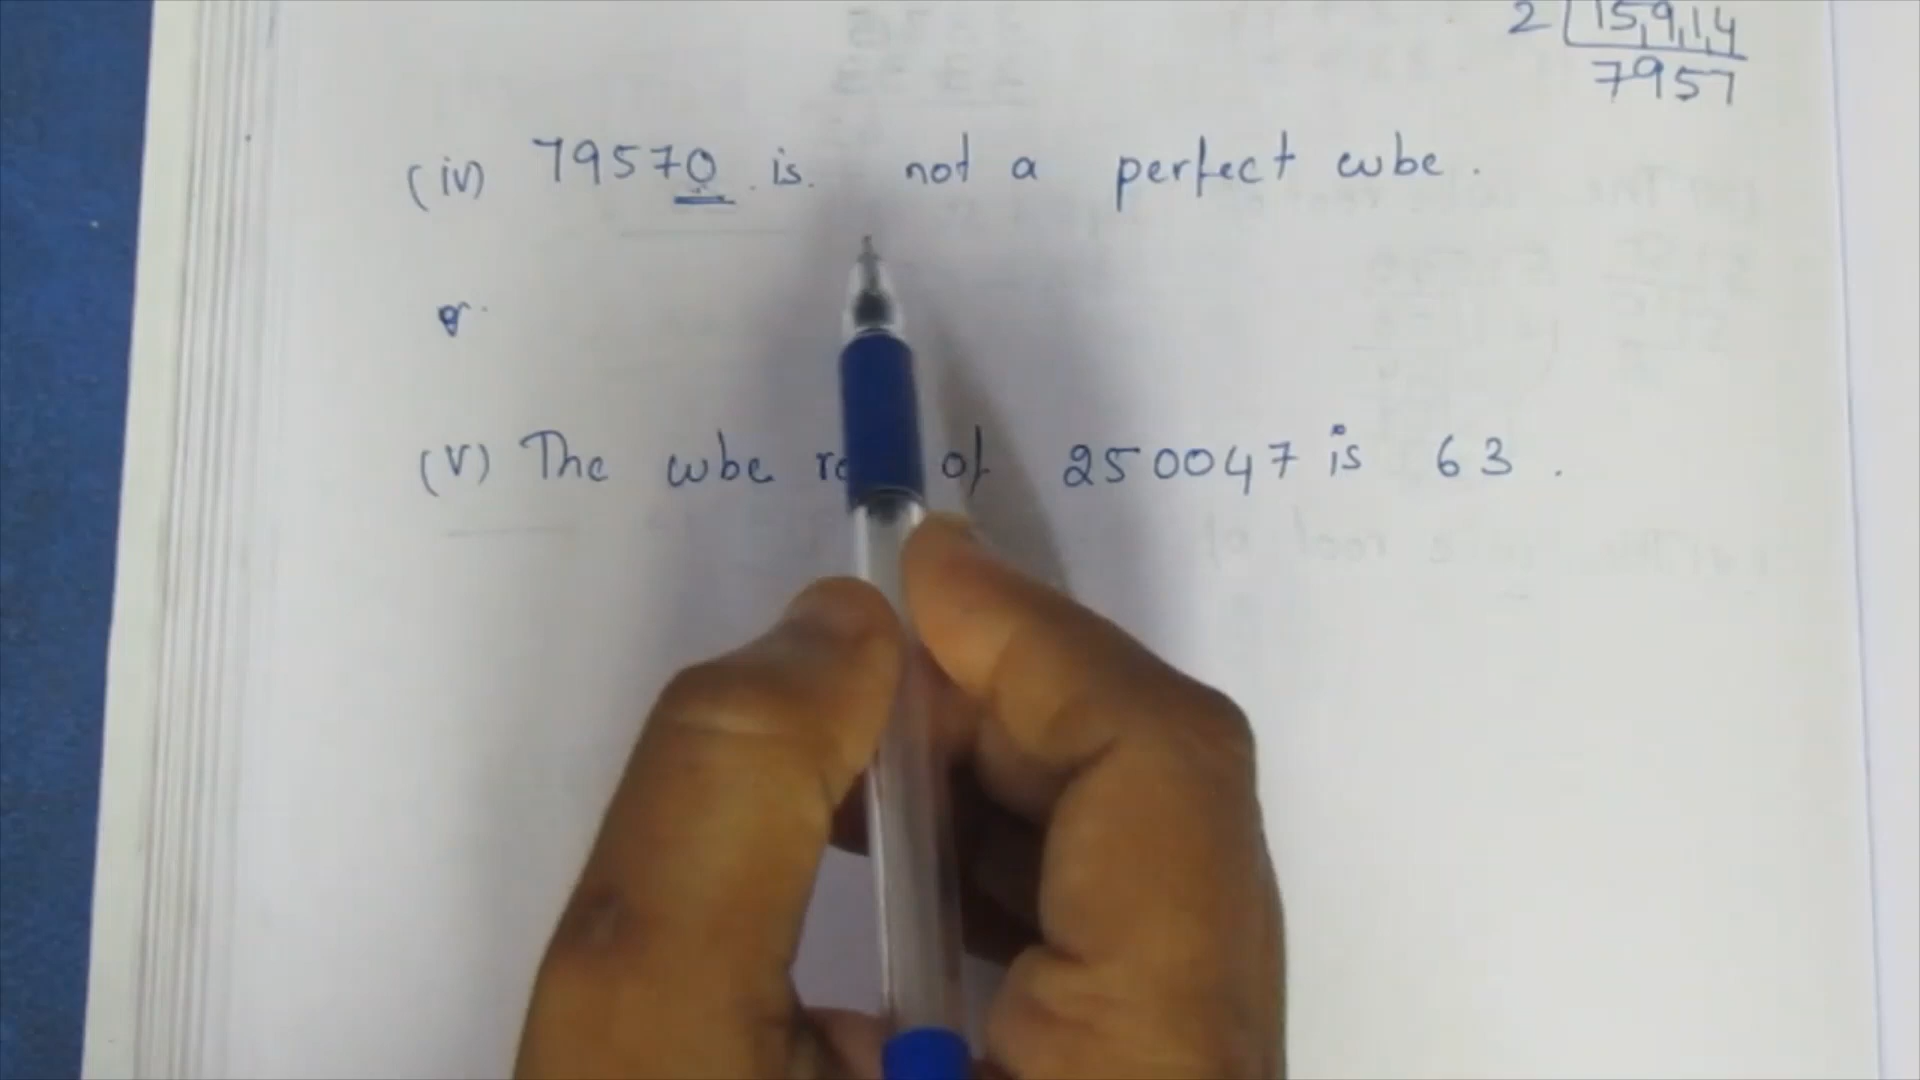 2 15,9,1,4
7957
(iv) 79570 is not a perfect cube.
(v) The cube of 250047 is 63.